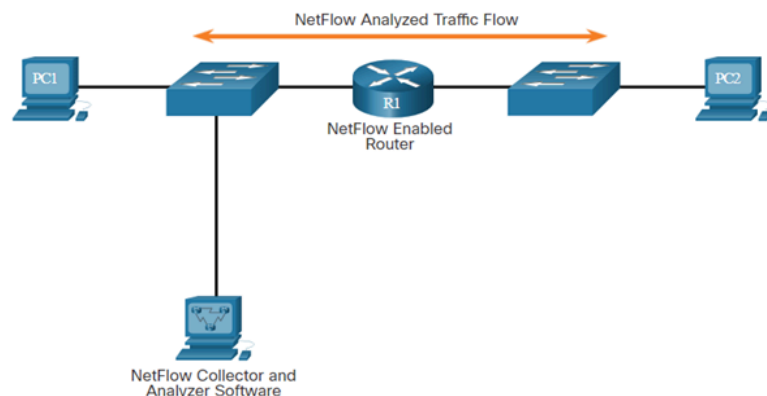 NetFlow Analyzed Traffic Flow
PC1
R1
PC2
NetFlow Enabled
Router
NetFlow Collector and
Analyzer Software